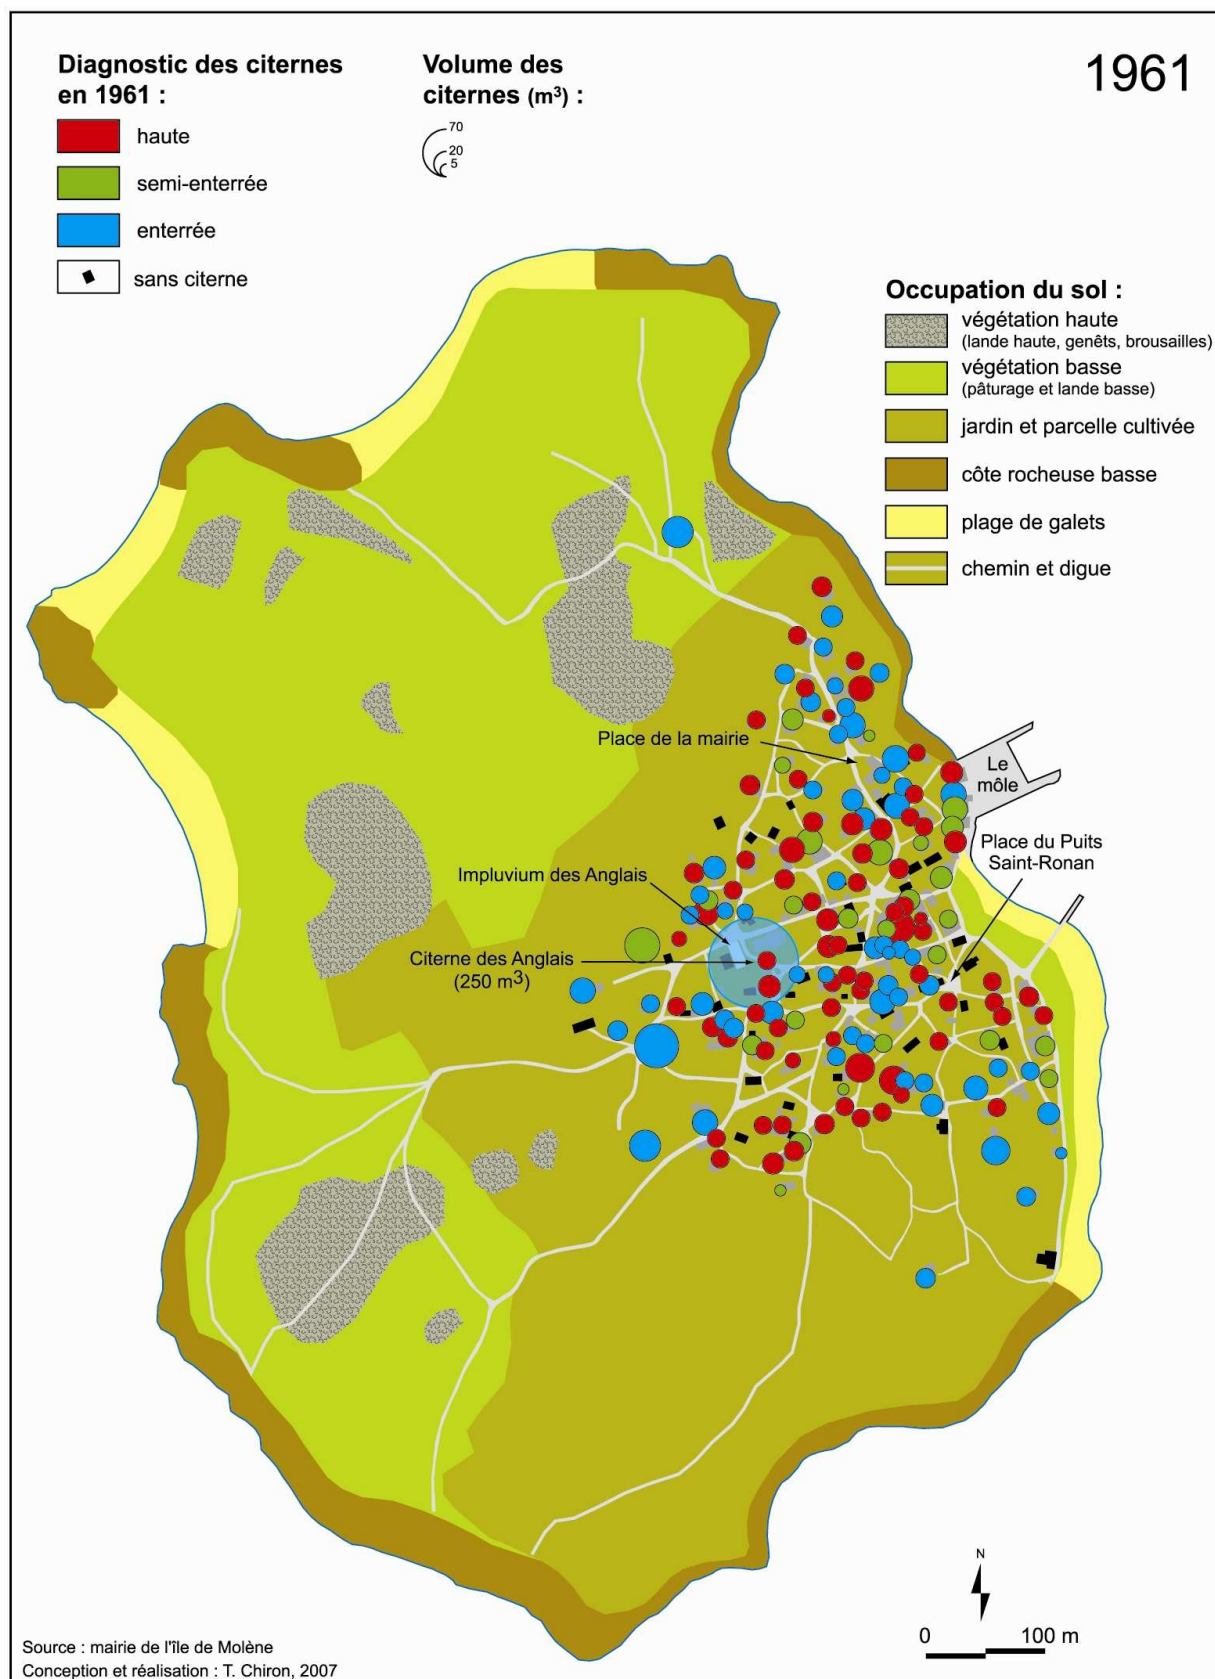 Diagnostic des citernes
en 1961 :
haute
semi-enterrée
enterrée
sans citerne
Volume des
citernes (m³) :
70
20
5
1961
Occupation du sol :
végétation haute
(lande haute, genêts, brousailles)
végétation basse
(pâturage et lande basse)
jardin et parcelle cultivée
côte rocheuse basse
plage de galets
chemin et digue
Place de la mairie
Le
môle
Place du Puits
Saint-Ronan
Impluvium des Anglais
Citerne des Anglais
(250 m³)
N
0 100 m
Source : mairie de l'île de Molène
Conception et réalisation : T. Chiron, 2007